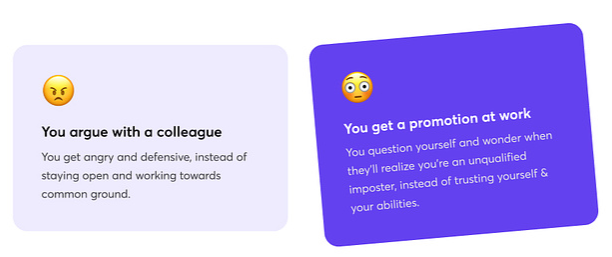 You argue with a colleague
You get angry and defensive, instead of
staying open and working towards
common ground.
You get a promotion at work
You question yourself and wonder when
they'll realize you're an unqualified
imposter, instead of trusting yourself &
your abilities.